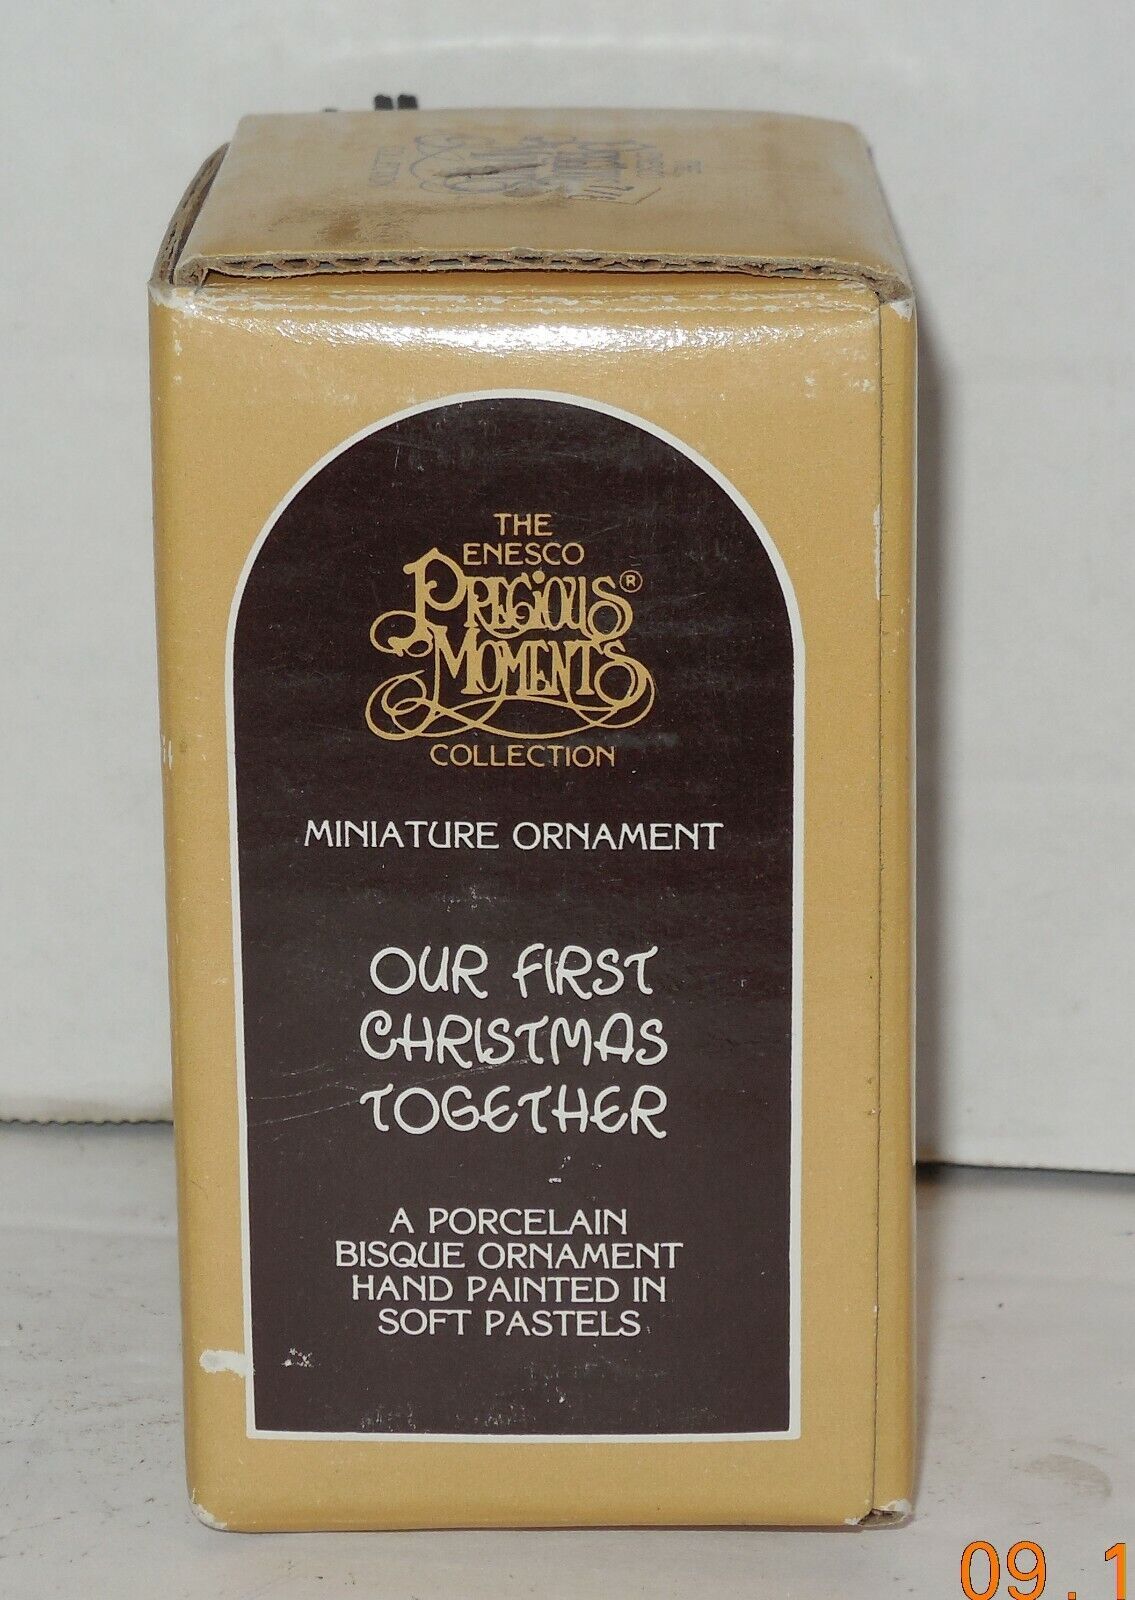 THE
ENESCO
PRECIOUS®
MOMENTS
COLLECTION
MINIATURE ORNAMENT
OUR FIRST
CHRISTMAS
TOGETHER
A PORCELAIN
BISQUE ORNAMENT
HAND PAINTED IN
SOFT PASTELS
09.1